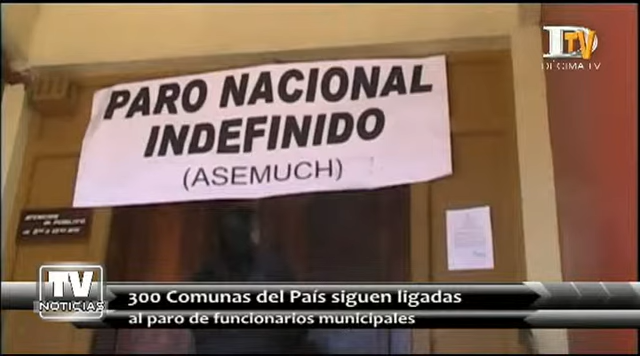 DTV
DÉCIMA TV
PARO NACIONAL
INDEFINIDO
(ASEMUCH)
TV
NOTICIAS
300 Comunas del País siguen ligadas
al paro de funcionarios municipales